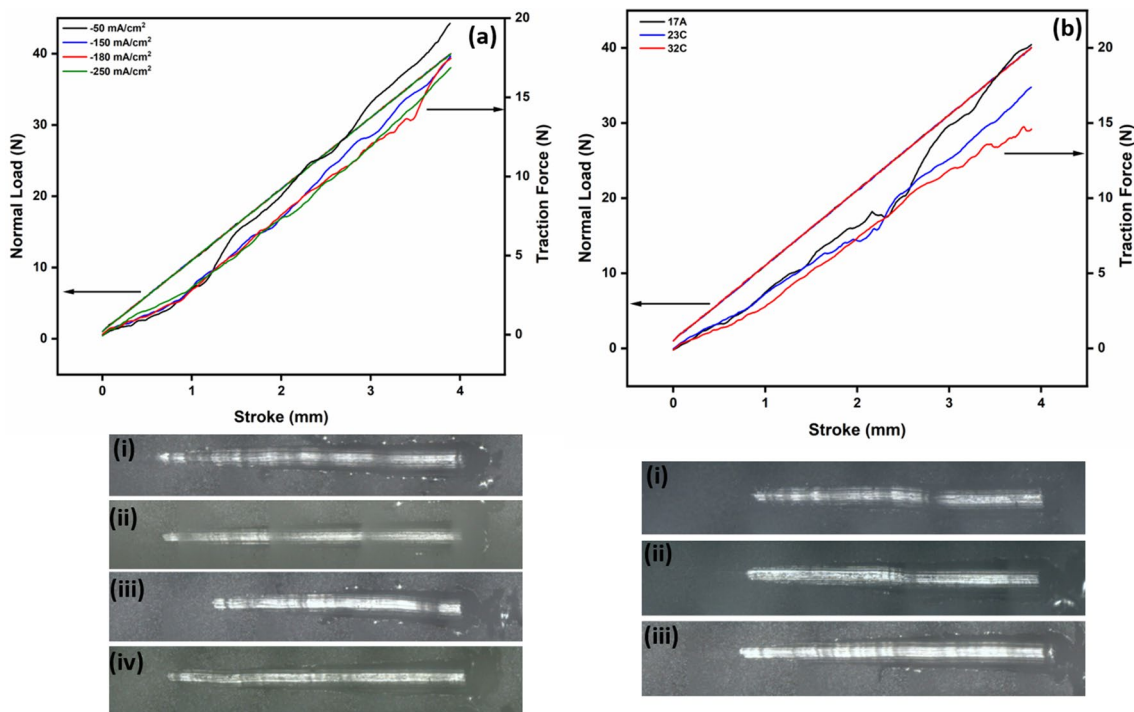 -50 mA/cm²
-150 mA/cm²
-180 mA/cm²
-250 mA/cm²
(a)
Normal Load (N)
40
30
20
10
0
Traction Force (N)
20
15
10
5
0
0 1 2 3 4
Stroke (mm)
17A
23C
32C
(b)
Normal Load (N)
40
30
20
10
0
Traction Force (N)
20
15
10
5
0
0 1 2 3 4
Stroke (mm)
(i)
(ii)
(iii)
(iv)
(i)
(ii)
(iii)